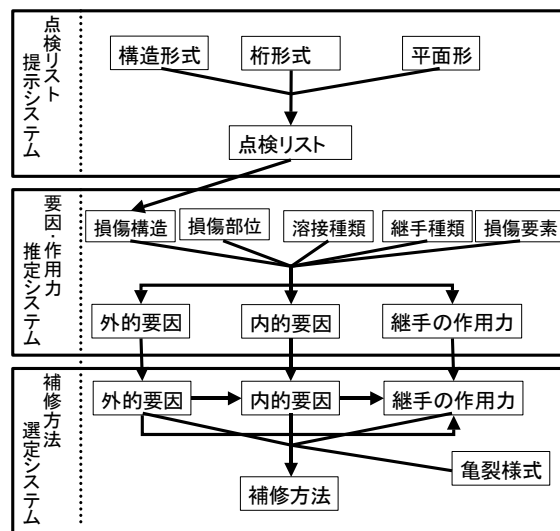 点検リスト
提示システム
構造形式
桁形式
平面形
点検リスト
要因・作用力
推定システム
損傷構造
損傷部位
溶接種類
継手種類
損傷要素
外的要因
内的要因
継手の作用力
補修方法
選定システム
外的要因
内的要因
継手の作用力
亀裂様式
補修方法